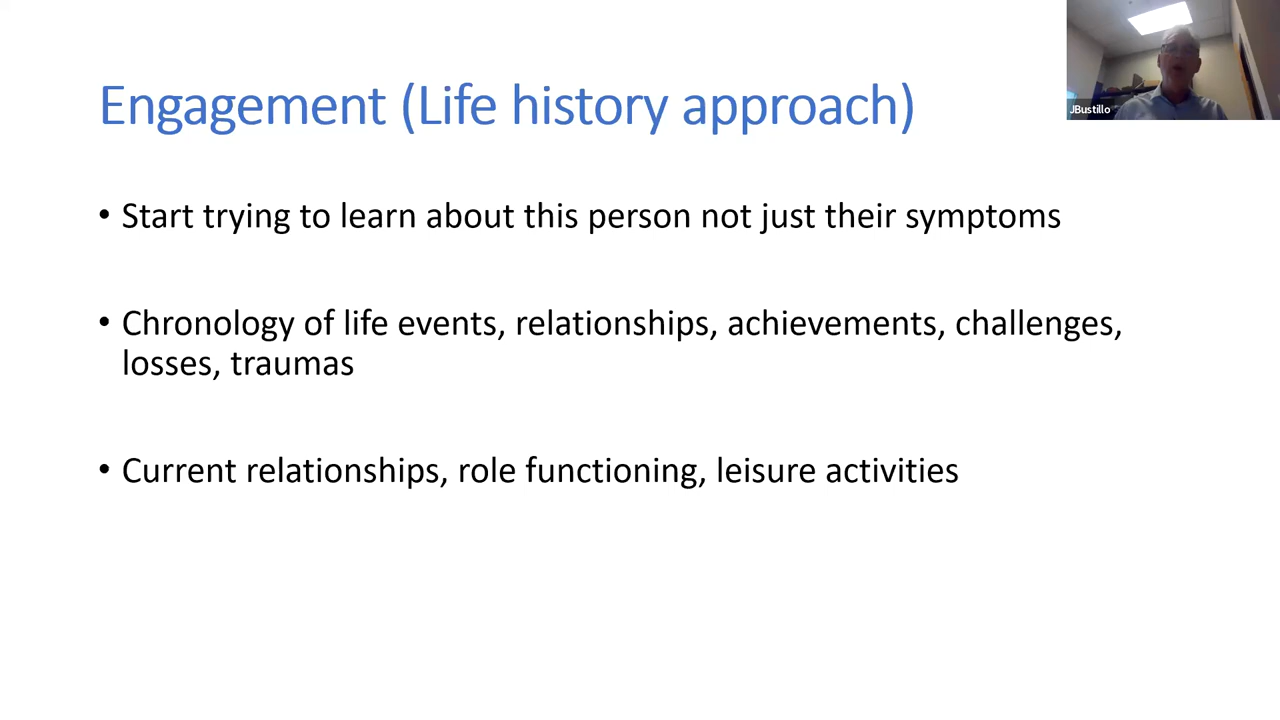 Engagement (Life history approach)
JBustillo
• Start trying to learn about this person not just their symptoms
• Chronology of life events, relationships, achievements, challenges,
losses, traumas
• Current relationships, role functioning, leisure activities